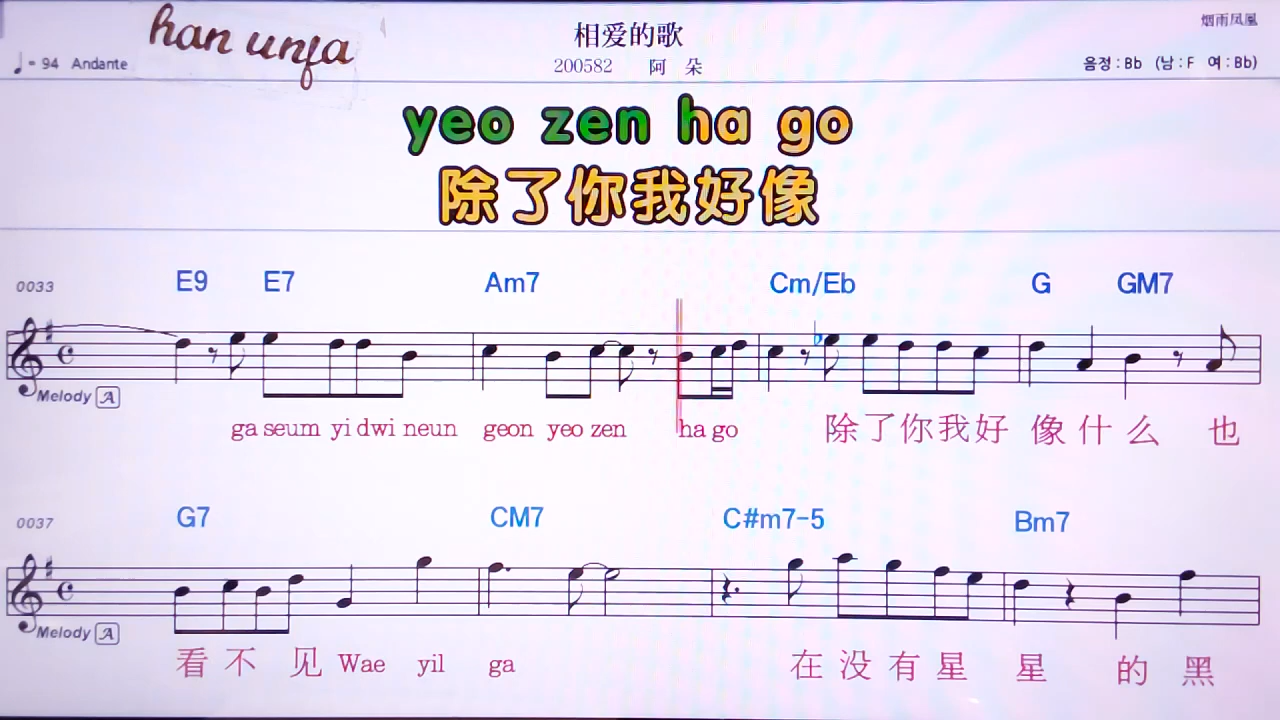 han unfa
相爱的歌
烟雨凤凰
♩= 94 Andante
200582 阿 朵
음정 : Bb (남 : F 여 : Bb)
yeo zen ha go
除了你我好像
0033 E9 E7 Am7 Cm/Eb G GM7
Melody A
ga seum yi dwi neun geon yeo zen ha go 除了你我好 像 什 么 也
0037 G7 CM7 C#m7-5 Bm7
Melody A
看 不 见 Wae yil ga 在 没 有 星 星 的 黑